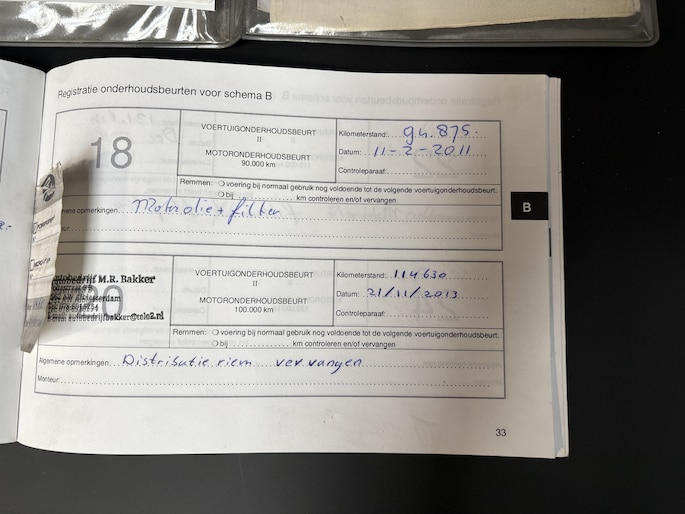 Registratie onderhoudsbeurten voor schema B
18
VOERTUIGONDERHOUDSBEURT
II
MOTORONDERHOUDSBEURT
90.000 km
Kilometerstand: 94.875.
Datum: 11-2-2011
Controleparaaf:
Remmen: voering bij normaal gebruik nog voldoende tot de volgende voertuigonderhoudsbeurt.
bij km controleren en/of vervangen
opmerkingen. Motorolie + filter
B
20
M.R. Bakker
autobedrijfbakker@tele2.nl
VOERTUIGONDERHOUDSBEURT
II
MOTORONDERHOUDSBEURT
100.000 km
Kilometerstand: 114630
Datum: 21/11/2013
Controleparaaf:
Remmen: voering bij normaal gebruik nog voldoende tot de volgende voertuigonderhoudsbeurt.
bij km controleren en/of vervangen
Algemene opmerkingen. Distributie riem vervangen
Monteur:
33